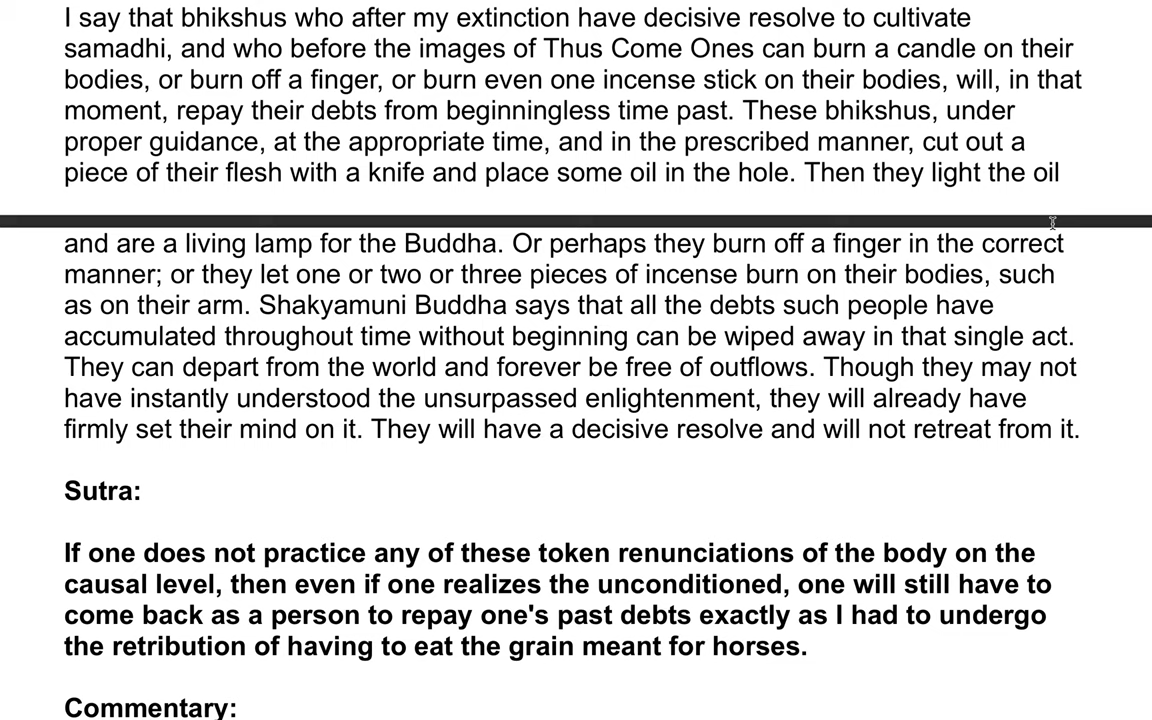 I say that bhikshus who after my extinction have decisive resolve to cultivate
samadhi, and who before the images of Thus Come Ones can burn a candle on their
bodies, or burn off a finger, or burn even one incense stick on their bodies, will, in that
moment, repay their debts from beginningless time past. These bhikshus, under
proper guidance, at the appropriate time, and in the prescribed manner, cut out a
piece of their flesh with a knife and place some oil in the hole. Then they light the oil
and are a living lamp for the Buddha. Or perhaps they burn off a finger in the correct
manner; or they let one or two or three pieces of incense burn on their bodies, such
as on their arm. Shakyamuni Buddha says that all the debts such people have
accumulated throughout time without beginning can be wiped away in that single act.
They can depart from the world and forever be free of outflows. Though they may not
have instantly understood the unsurpassed enlightenment, they will already have
firmly set their mind on it. They will have a decisive resolve and will not retreat from it.
Sutra:
If one does not practice any of these token renunciations of the body on the
causal level, then even if one realizes the unconditioned, one will still have to
come back as a person to repay one's past debts exactly as I had to undergo
the retribution of having to eat the grain meant for horses.
Commentary: